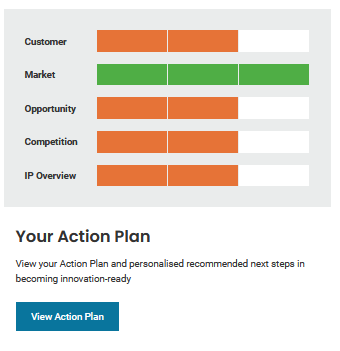 Customer
Market
Opportunity
Competition
IP Overview
Your Action Plan
View your Action Plan and personalised recommended next steps in
becoming innovation-ready
View Action Plan